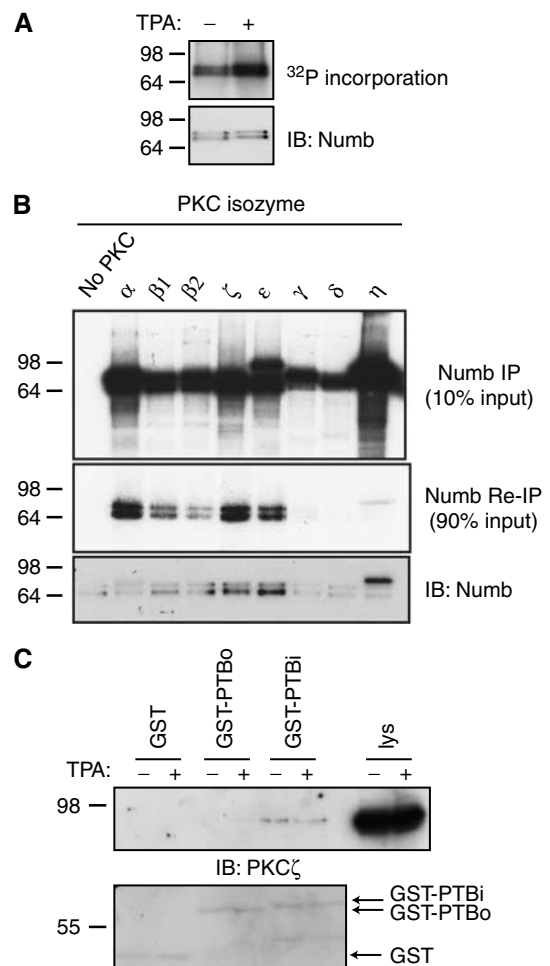 A
TPA: – +
98
64
³²P incorporation
98
64
IB: Numb
B
PKC isozyme
No PKC α β1 β2 ζ ε γ δ η
98
64
Numb IP
(10% input)
98
64
Numb Re-IP
(90% input)
98
64
IB: Numb
C
GST GST-PTBo GST-PTBi lys
TPA: – + – + – + – +
98
IB: PKCζ
55
GST-PTBi
GST-PTBo
GST